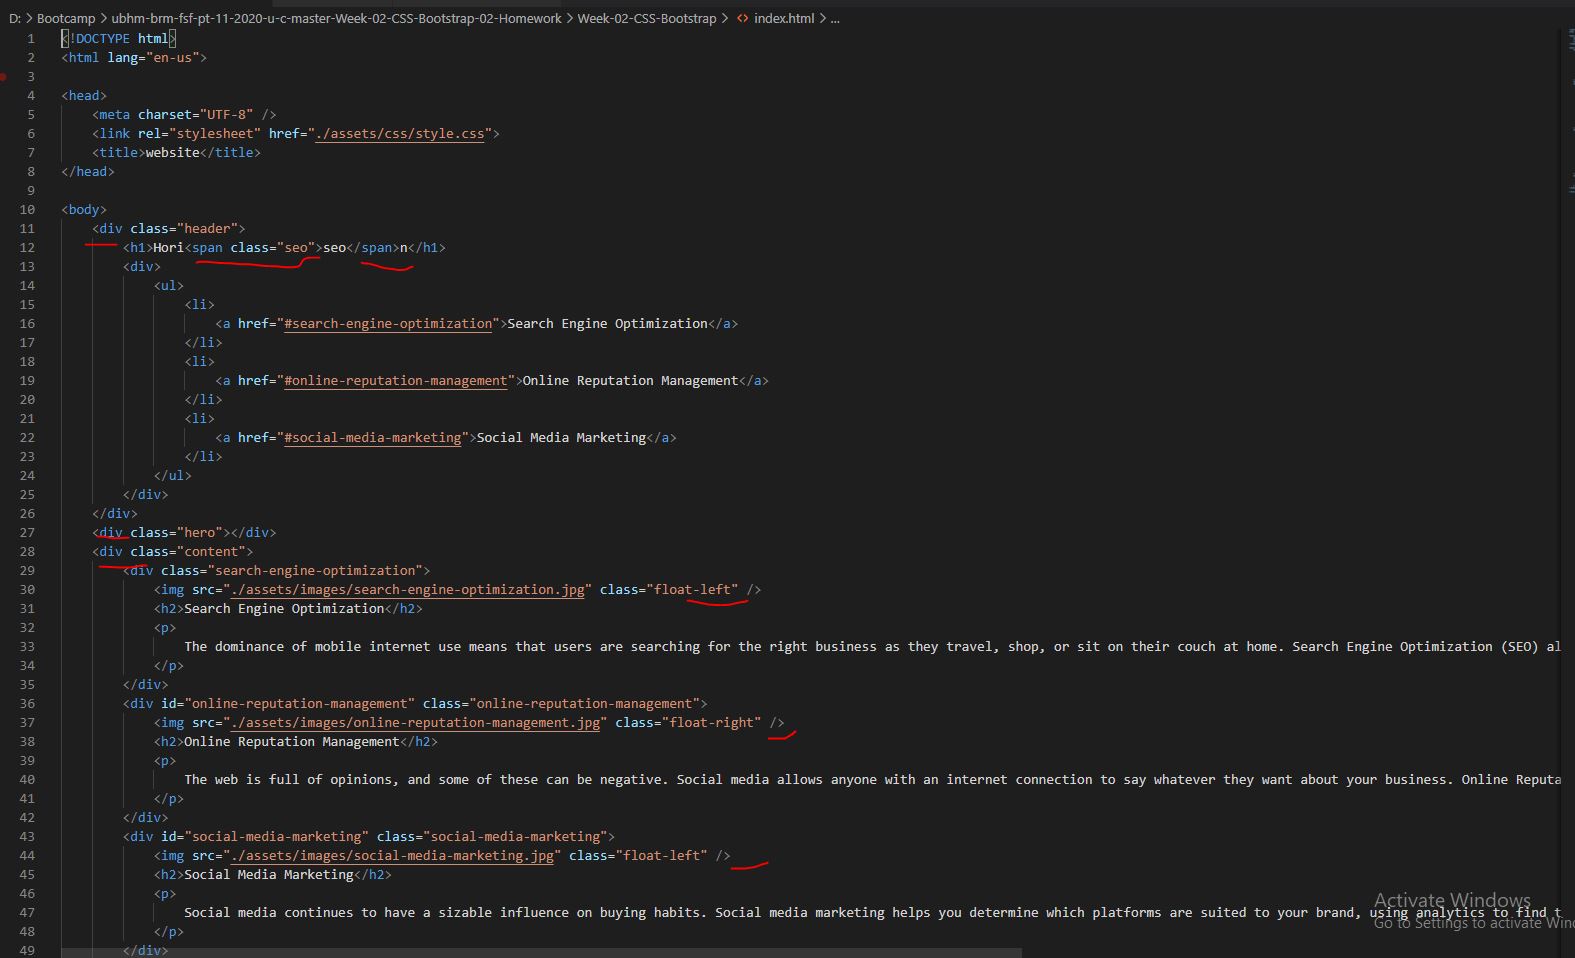 D: > Bootcamp > ubhm-brm-fsf-pt-11-2020-u-c-master-Week-02-CSS-Bootstrap-02-Homework > Week-02-CSS-Bootstrap > <> index.html > ...
1 <!DOCTYPE html>
2 <html lang="en-us">
3
4 <head>
5 <meta charset="UTF-8" />
6 <link rel="stylesheet" href="./assets/css/style.css">
7 <title>website</title>
8 </head>
9
10 <body>
11 <div class="header">
12 <h1>Hori<span class="seo">seo</span>n</h1>
13 <div>
14 <ul>
15 <li>
16 <a href="#search-engine-optimization">Search Engine Optimization</a>
17 </li>
18 <li>
19 <a href="#online-reputation-management">Online Reputation Management</a>
20 </li>
21 <li>
22 <a href="#social-media-marketing">Social Media Marketing</a>
23 </li>
24 </ul>
25 </div>
26 </div>
27 <div class="hero"></div>
28 <div class="content">
29 <div class="search-engine-optimization">
30 <img src="./assets/images/search-engine-optimization.jpg" class="float-left" />
31 <h2>Search Engine Optimization</h2>
32 <p>
33 The dominance of mobile internet use means that users are searching for the right business as they travel, shop, or sit on their couch at home. Search Engine Optimization (SEO) al
34 </p>
35 </div>
36 <div id="online-reputation-management" class="online-reputation-management">
37 <img src="./assets/images/online-reputation-management.jpg" class="float-right" />
38 <h2>Online Reputation Management</h2>
39 <p>
40 The web is full of opinions, and some of these can be negative. Social media allows anyone with an internet connection to say whatever they want about your business. Online Reputa
41 </p>
42 </div>
43 <div id="social-media-marketing" class="social-media-marketing">
44 <img src="./assets/images/social-media-marketing.jpg" class="float-left" />
45 <h2>Social Media Marketing</h2>
46 <p>
47 Social media continues to have a sizable influence on buying habits. Social media marketing helps you determine which platforms are suited to your brand, using analytics to find t
48 </p>
49 </div>
Activate Windows
Go to Settings to activate Win